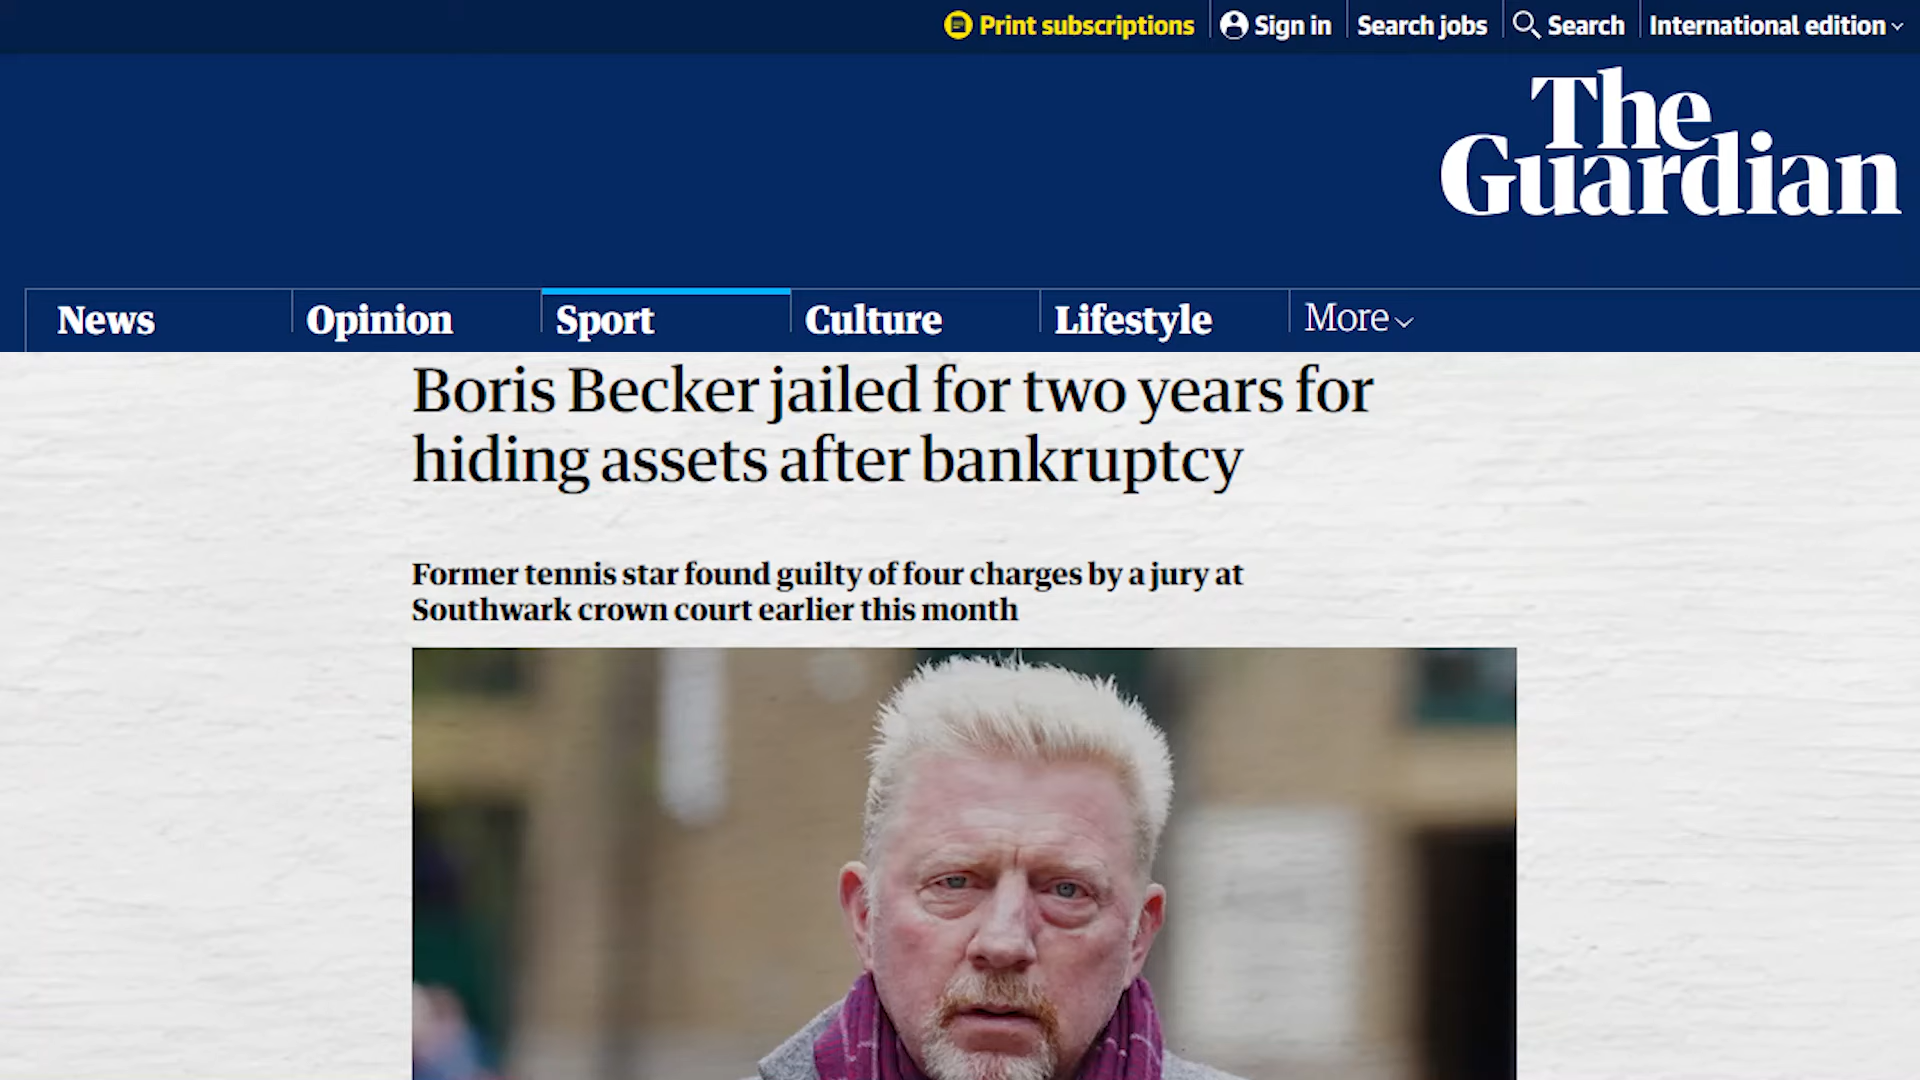 Print subscriptions
Sign in
Search jobs
Search
International edition
The
Guardian
News
Opinion
Sport
Culture
Lifestyle
More
Boris Becker jailed for two years for
hiding assets after bankruptcy
Former tennis star found guilty of four charges by a jury at
Southwark crown court earlier this month